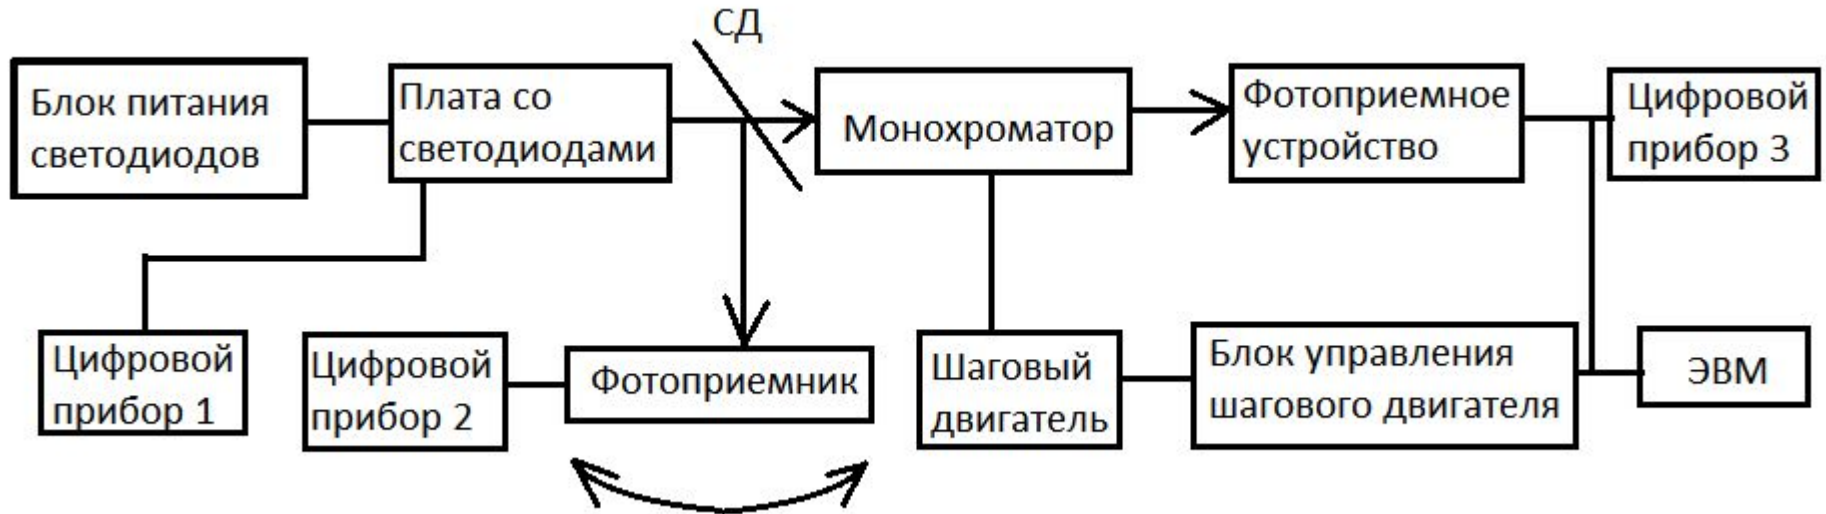 СД
Блок питания
светодиодов
Плата со
светодиодами
Монохроматор
Фотоприемное
устройство
Цифровой
прибор 3
Цифровой
прибор 1
Цифровой
прибор 2
Фотоприемник
Шаговый
двигатель
Блок управления
шагового двигателя
ЭВМ